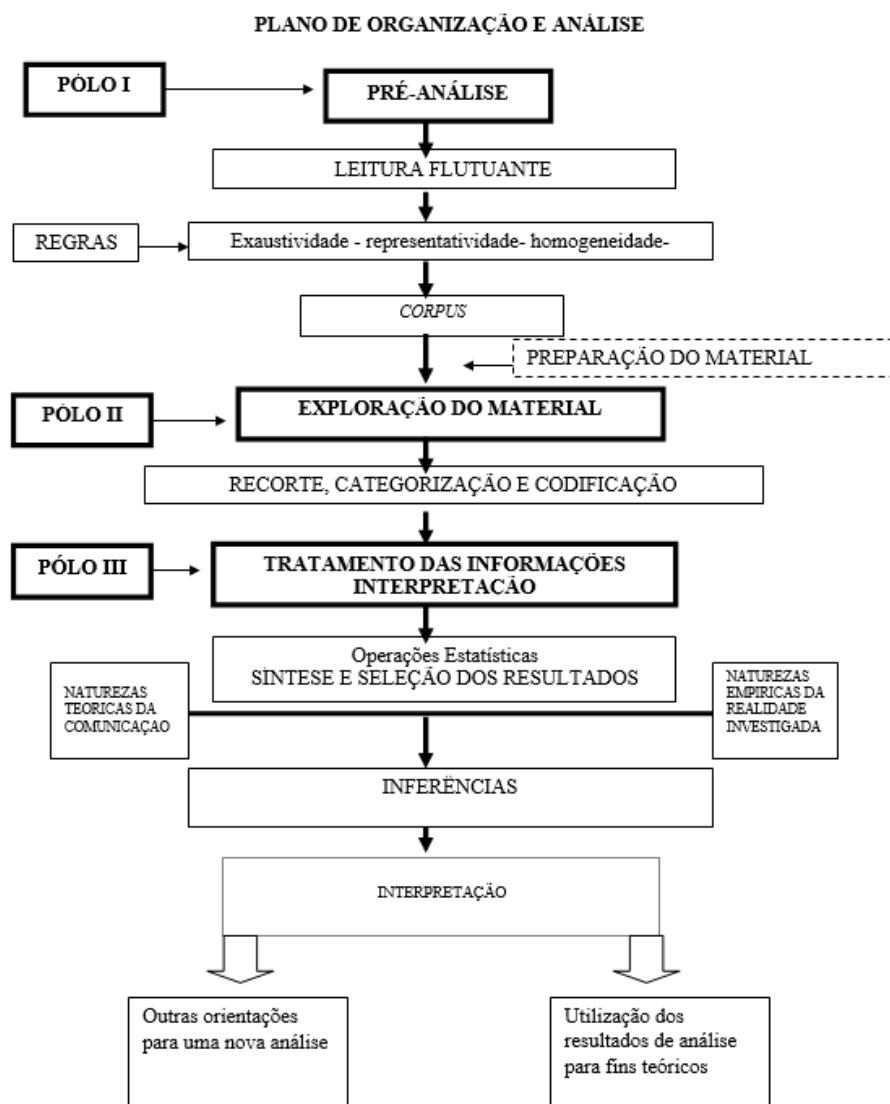 PLANO DE ORGANIZAÇÃO E ANÁLISE
PÓLO I
PRÉ-ANÁLISE
LEITURA FLUTUANTE
REGRAS
Exaustividade - representatividade- homogeneidade-
CORPUS
PREPARAÇÃO DO MATERIAL
PÓLO II
EXPLORAÇÃO DO MATERIAL
RECORTE, CATEGORIZAÇÃO E CODIFICAÇÃO
PÓLO III
TRATAMENTO DAS INFORMAÇÕES
INTERPRETAÇÃO
Operações Estatísticas
SÍNTESE E SELEÇÃO DOS RESULTADOS
NATUREZAS
TEÓRICAS DA
COMUNICAÇÃO
NATUREZAS
EMPIRICAS DA
REALIDADE
INVESTIGADA
INFERÊNCIAS
INTERPRETAÇÃO
Outras orientações
para uma nova análise
Utilização dos
resultados de análise
para fins teóricos